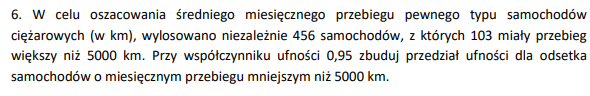 6. W celu oszacowania średniego miesięcznego przebiegu pewnego typu samochodów
ciężarowych (w km), wylosowano niezależnie 456 samochodów, z których 103 miały przebieg
większy niż 5000 km. Przy współczynniku ufności 0,95 zbuduj przedział ufności dla odsetka
samochodów o miesięcznym przebiegu mniejszym niż 5000 km.